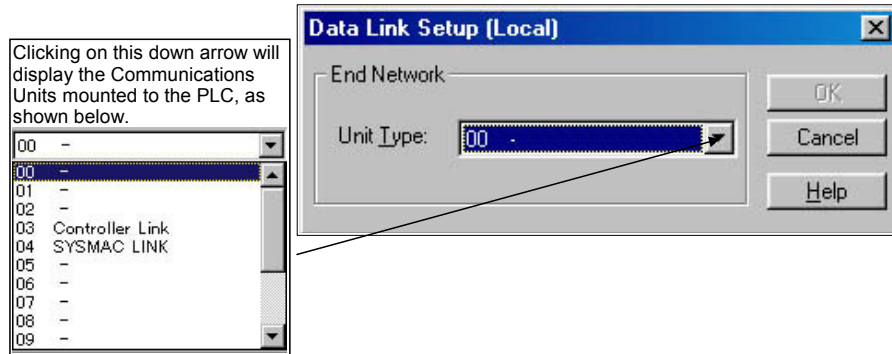 Clicking on this down arrow will
display the Communications
Units mounted to the PLC, as
shown below.
00 -
00 -
01 -
02 -
03 Controller Link
04 SYSMAC LINK
05 -
06 -
07 -
08 -
09 -
Data Link Setup (Local)
End Network
Unit Type:
00 -
OK
Cancel
Help